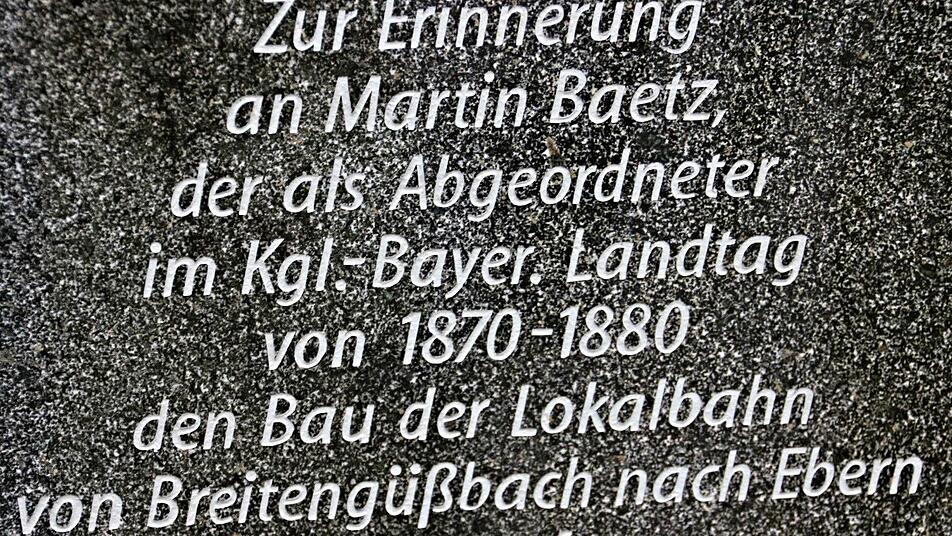 Zur Erinnerung
an Martin Baetz,
der als Abgeordneter
im Kgl.-Bayer. Landtag
von 1870-1880
den Bau der Lokalbahn
von Breitengüßbach nach Ebern